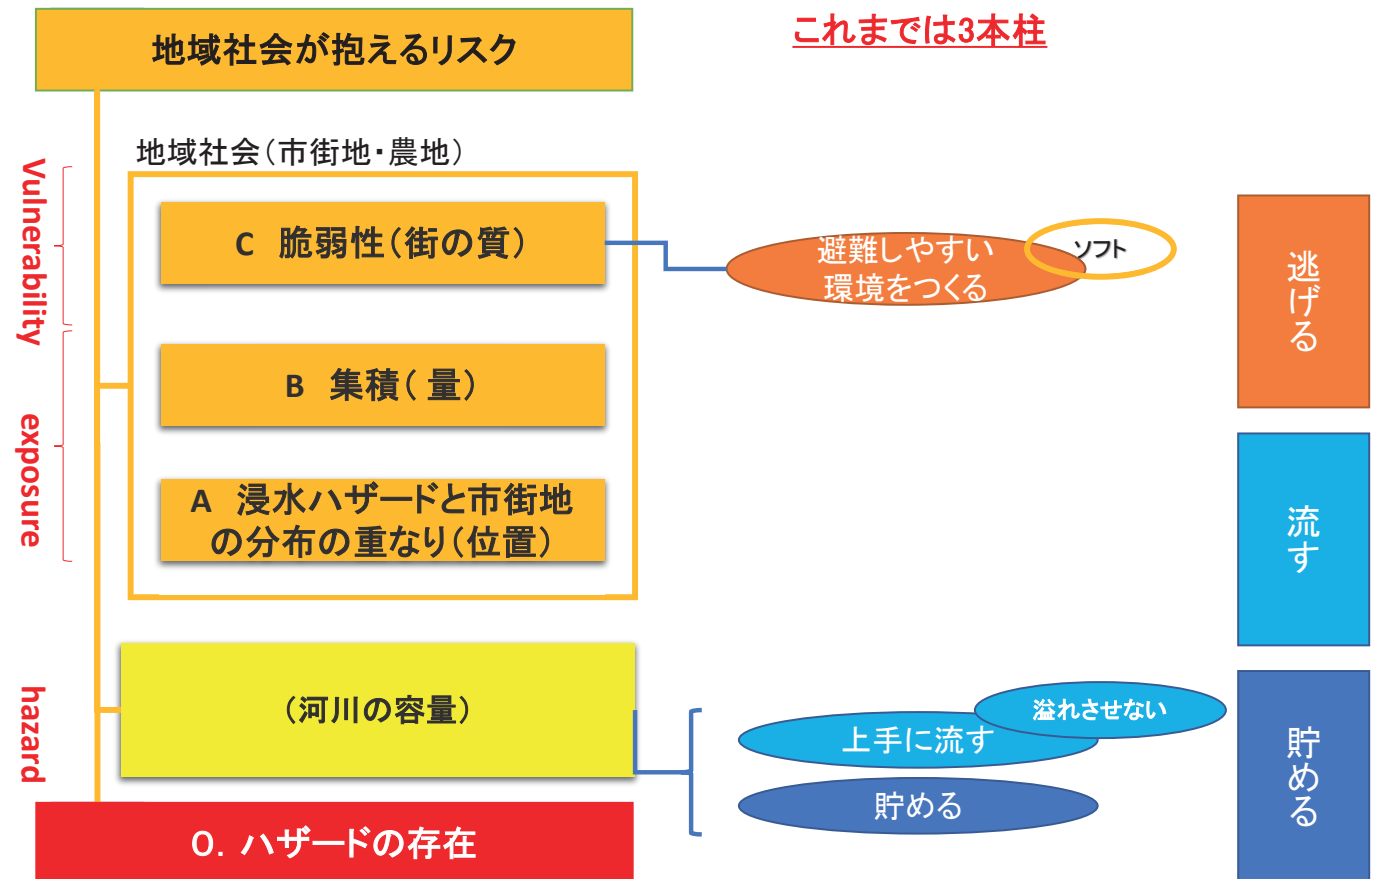 地域社会が抱えるリスク
これまでは3本柱
地域社会(市街地・農地)
Vulnerability
C 脆弱性(街の質)
避難しやすい
環境をつくる
ソフト
逃げる
B 集積( 量)
exposure
A 浸水ハザードと市街地
の分布の重なり(位置)
流す
hazard
(河川の容量)
溢れさせない
上手に流す
貯める
貯める
0. ハザードの存在